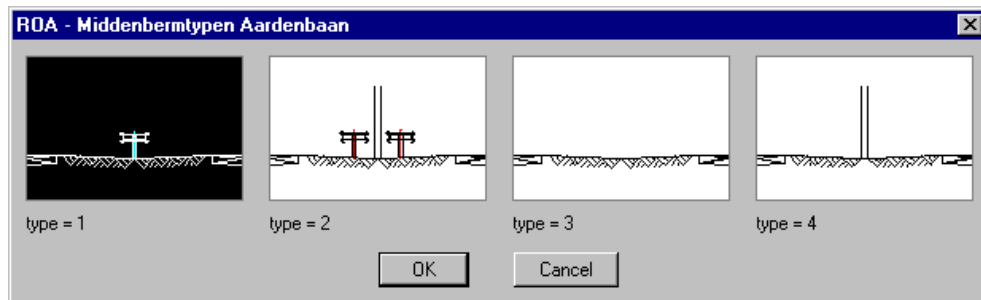 ROA - Middenbermtypen Aardenbaan
type = 1
type = 2
type = 3
type = 4
OK
Cancel